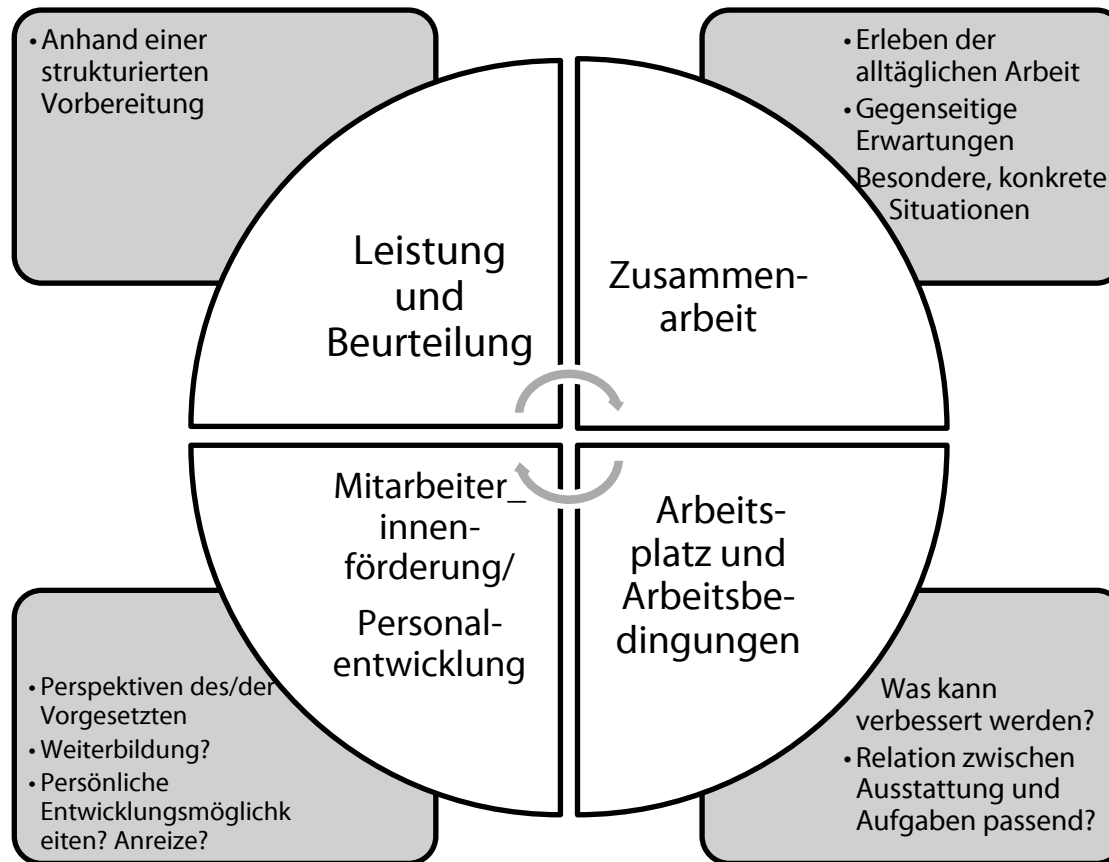 • Anhand einer
strukturierten
Vorbereitung
• Erleben der
alltäglichen Arbeit
• Gegenseitige
Erwartungen
Besondere, konkrete
Situationen
Leistung
und
Beurteilung
Zusammen-
arbeit
Mitarbeiter_
innen-
förderung/
Personal-
entwicklung
Arbeits-
platz und
Arbeitsbe-
dingungen
• Perspektiven des/der
Vorgesetzten
• Weiterbildung?
• Persönliche
Entwicklungsmöglichk
eiten? Anreize?
Was kann
verbessert werden?
• Relation zwischen
Ausstattung und
Aufgaben passend?